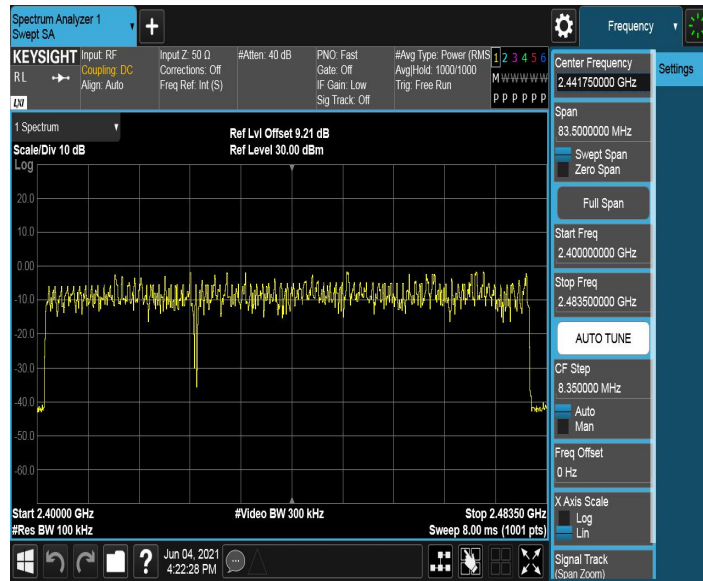 Spectrum Analyzer 1
Swept SA
+
Frequency
KEYSIGHT
Input: RF
Input Z: 50 Ω
#Atten: 40 dB
PNO: Fast
#Avg Type: Power (RMS
1 2 3 4 5 6
R L
Coupling: DC
Corrections: Off
Gate: Off
Avg|Hold: 1000/1000
M W W W W W
Align: Auto
Freq Ref: Int (S)
IF Gain: Low
Trig: Free Run
Sig Track: Off
P P P P P P
LXI
1 Spectrum
Ref Lvl Offset 9.21 dB
Scale/Div 10 dB
Ref Level 30.00 dBm
Log
20.0
10.0
0.00
-10.0
-20.0
-30.0
-40.0
-50.0
-60.0
Start 2.40000 GHz
#Video BW 300 kHz
Stop 2.48350 GHz
#Res BW 100 kHz
Sweep 8.00 ms (1001 pts)
?
Jun 04, 2021
4:22:28 PM
Center Frequency
2.441750000 GHz
Settings
Span
83.5000000 MHz
Swept Span
Zero Span
Full Span
Start Freq
2.400000000 GHz
Stop Freq
2.483500000 GHz
AUTO TUNE
CF Step
8.350000 MHz
Auto
Man
Freq Offset
0 Hz
X Axis Scale
Log
Lin
Signal Track
(Span Zoom)